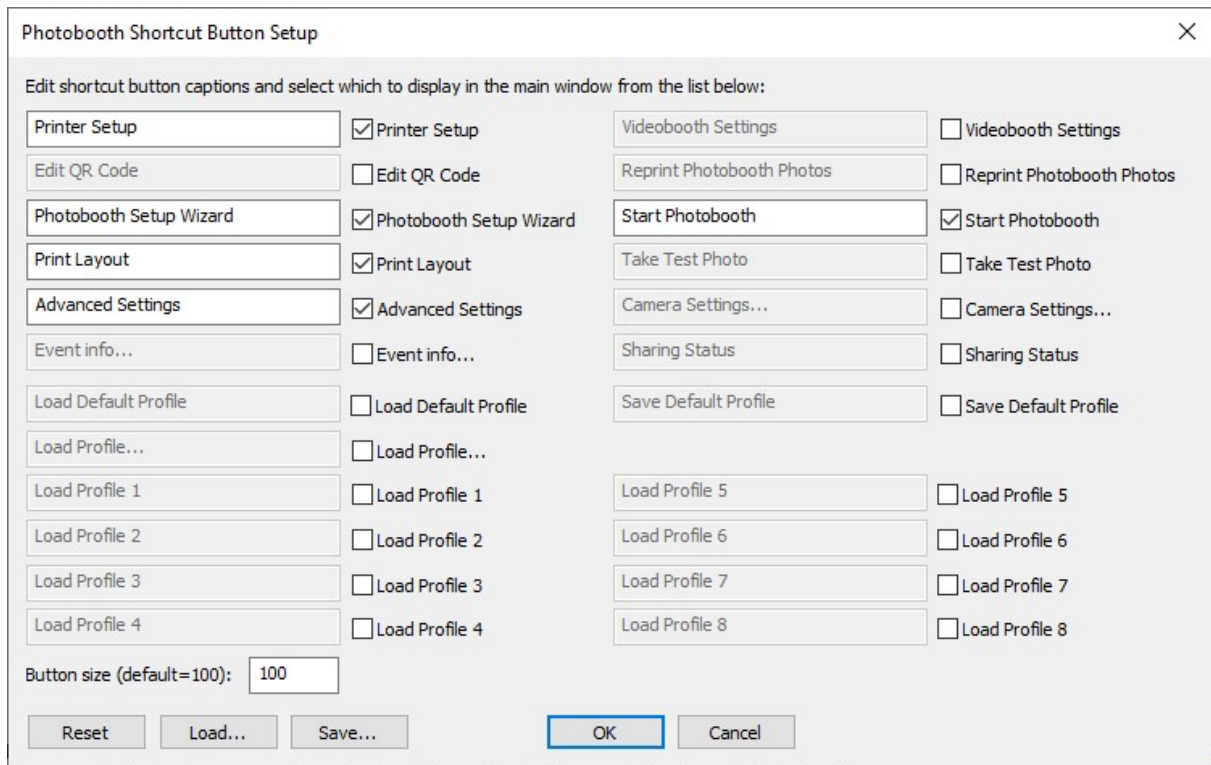 Photobooth Shortcut Button Setup
Edit shortcut button captions and select which to display in the main window from the list below:
Printer Setup Printer Setup Videobooth Settings Videobooth Settings
Edit QR Code Edit QR Code Reprint Photobooth Photos Reprint Photobooth Photos
Photobooth Setup Wizard Photobooth Setup Wizard Start Photobooth Start Photobooth
Print Layout Print Layout Take Test Photo Take Test Photo
Advanced Settings Advanced Settings Camera Settings... Camera Settings...
Event info... Event info... Sharing Status Sharing Status
Load Default Profile Load Default Profile Save Default Profile Save Default Profile
Load Profile... Load Profile...
Load Profile 1 Load Profile 1 Load Profile 5 Load Profile 5
Load Profile 2 Load Profile 2 Load Profile 6 Load Profile 6
Load Profile 3 Load Profile 3 Load Profile 7 Load Profile 7
Load Profile 4 Load Profile 4 Load Profile 8 Load Profile 8
Button size (default=100): 100
Reset Load... Save... OK Cancel